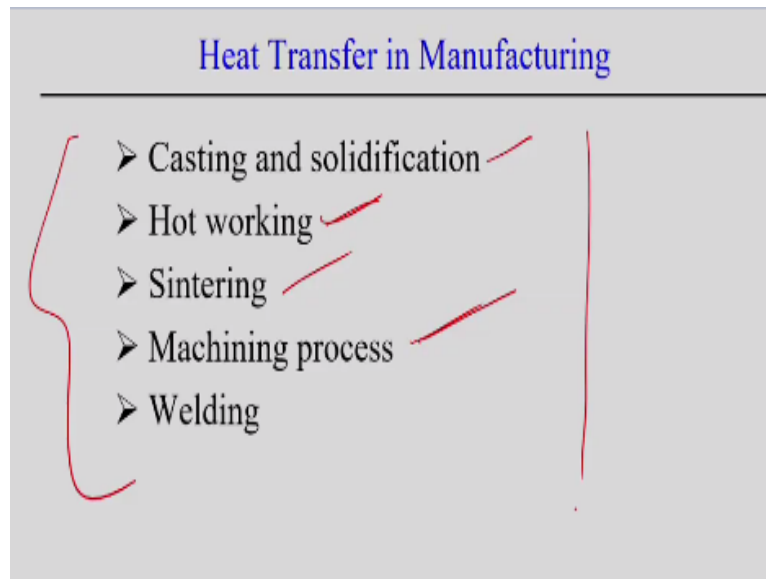 Heat Transfer in Manufacturing
➢ Casting and solidification
➢ Hot working
➢ Sintering
➢ Machining process
➢ Welding